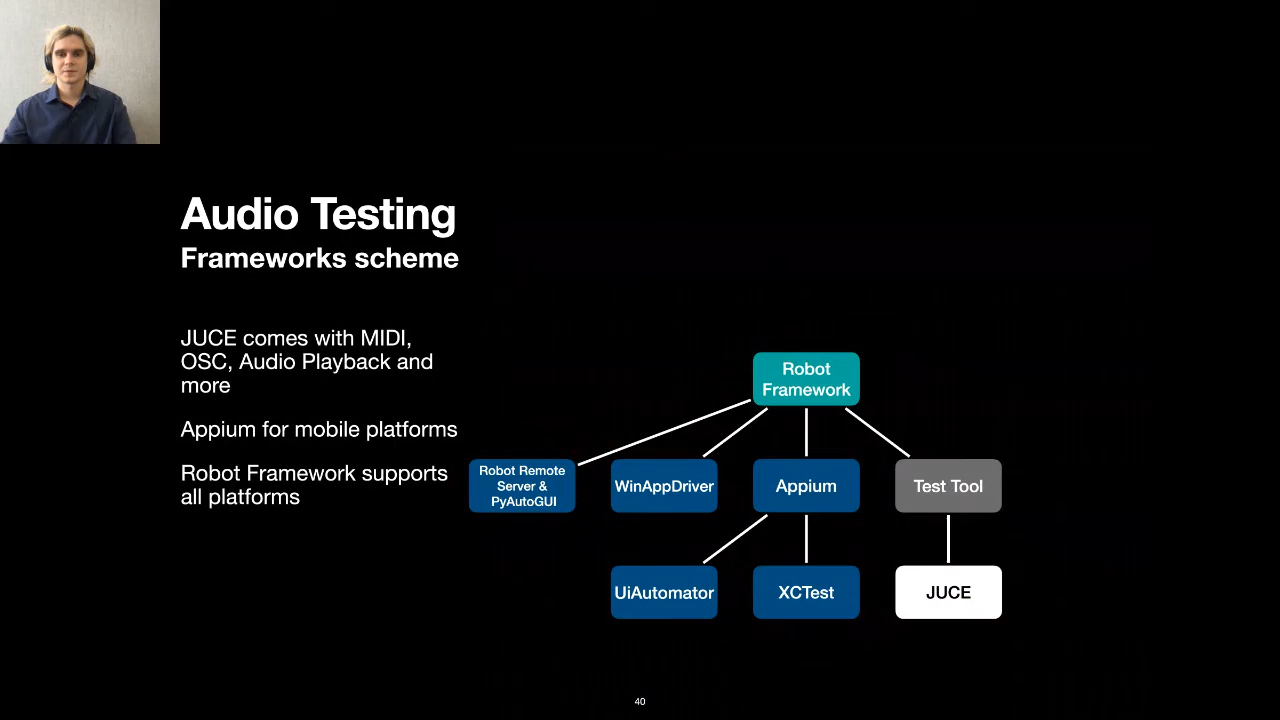 Audio Testing
Frameworks scheme
JUCE comes with MIDI,
OSC, Audio Playback and
more
Appium for mobile platforms
Robot Framework supports
all platforms
Robot
Framework
Robot Remote
Server &
PyAutoGUI
WinAppDriver
Appium
Test Tool
UiAutomator
XCTest
JUCE
40